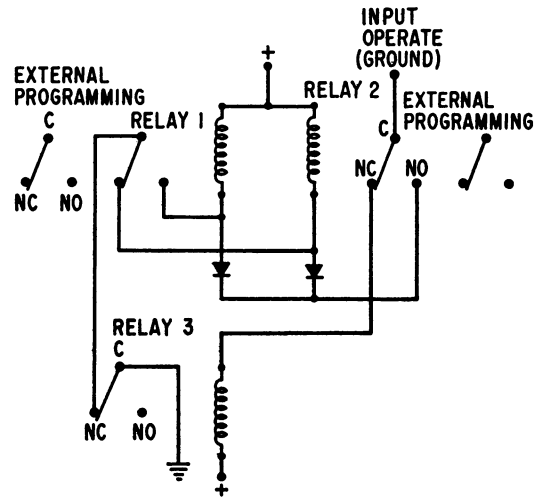 INPUT
OPERATE
(GROUND)
+
EXTERNAL
PROGRAMMING
C
RELAY 1
RELAY 2
EXTERNAL
PROGRAMMING
C
NC
NO
NC
NO
RELAY 3
C
NC
NO
+